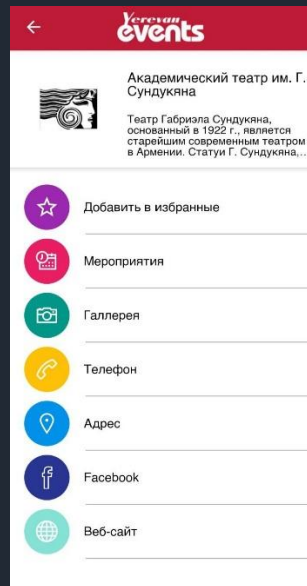 Yerevan
events
Академический театр им. Г.
Сундукяна
Театр Габриэла Сундукяна,
основанный в 1922 г., является
старейшим современным театром
в Армении. Статуи Г. Сундукяна,...
Добавить в избранные
Мероприятия
Галлерея
Телефон
Адрес
Facebook
Веб-сайт